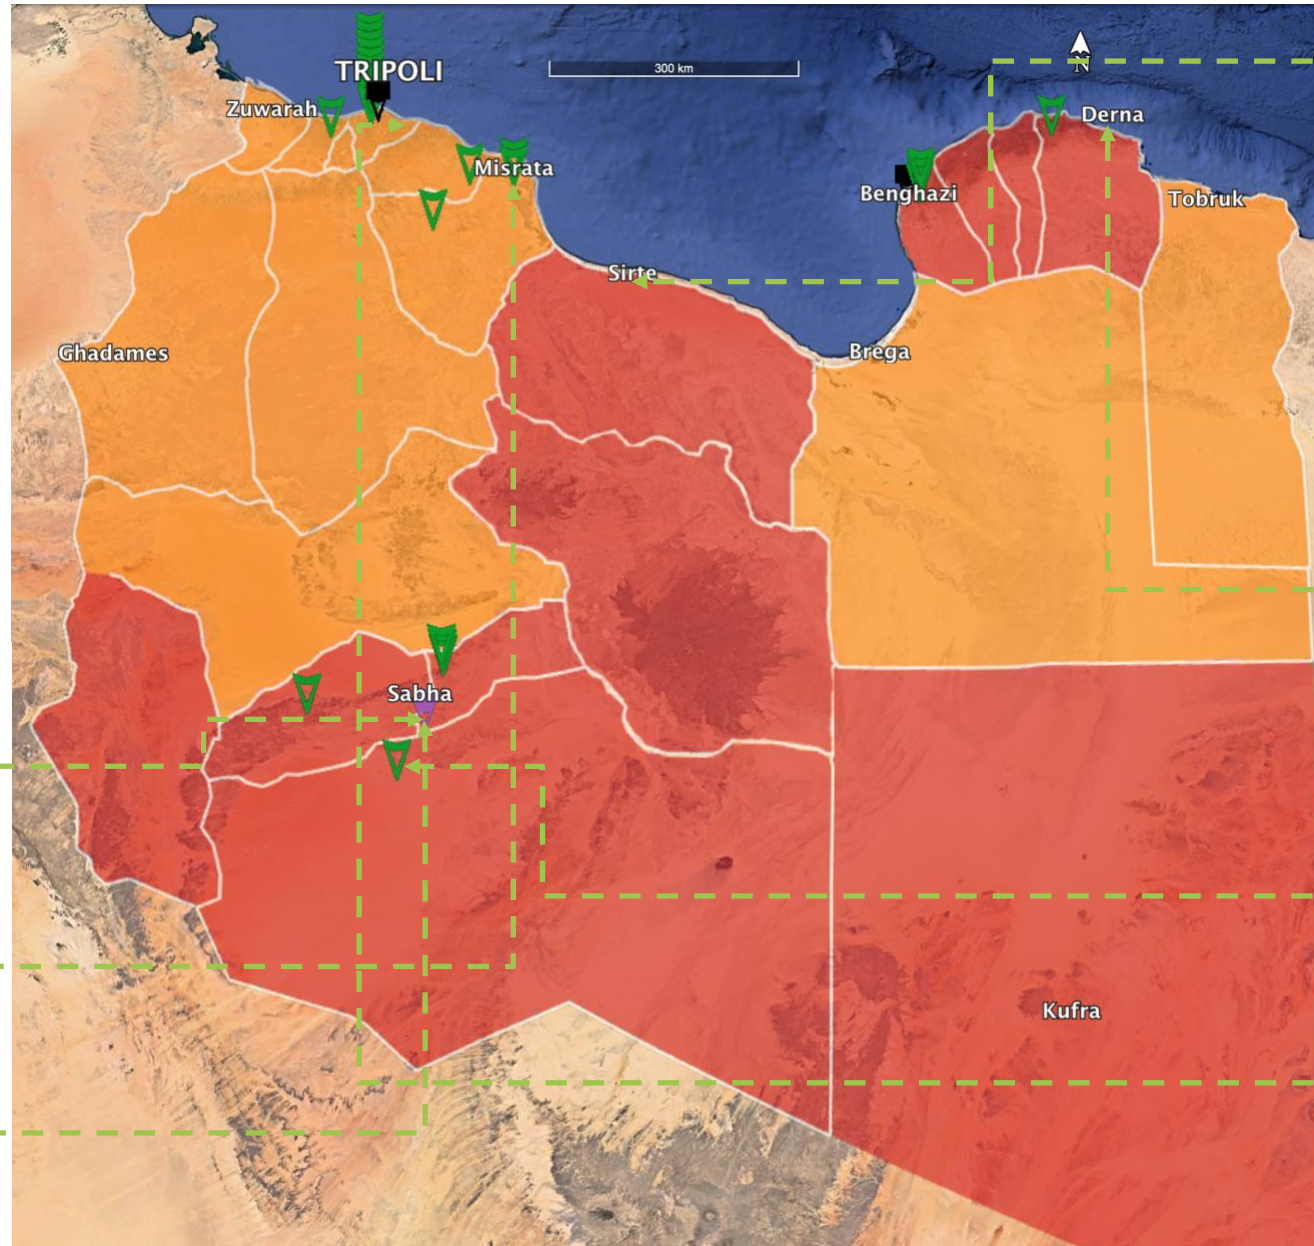 N
TRIPOLI
300 km
Zuwarah
Derna
Misrata
Benghazi
Tobruk
Sirte
Ghadames
Brega
Sabha
Kufra